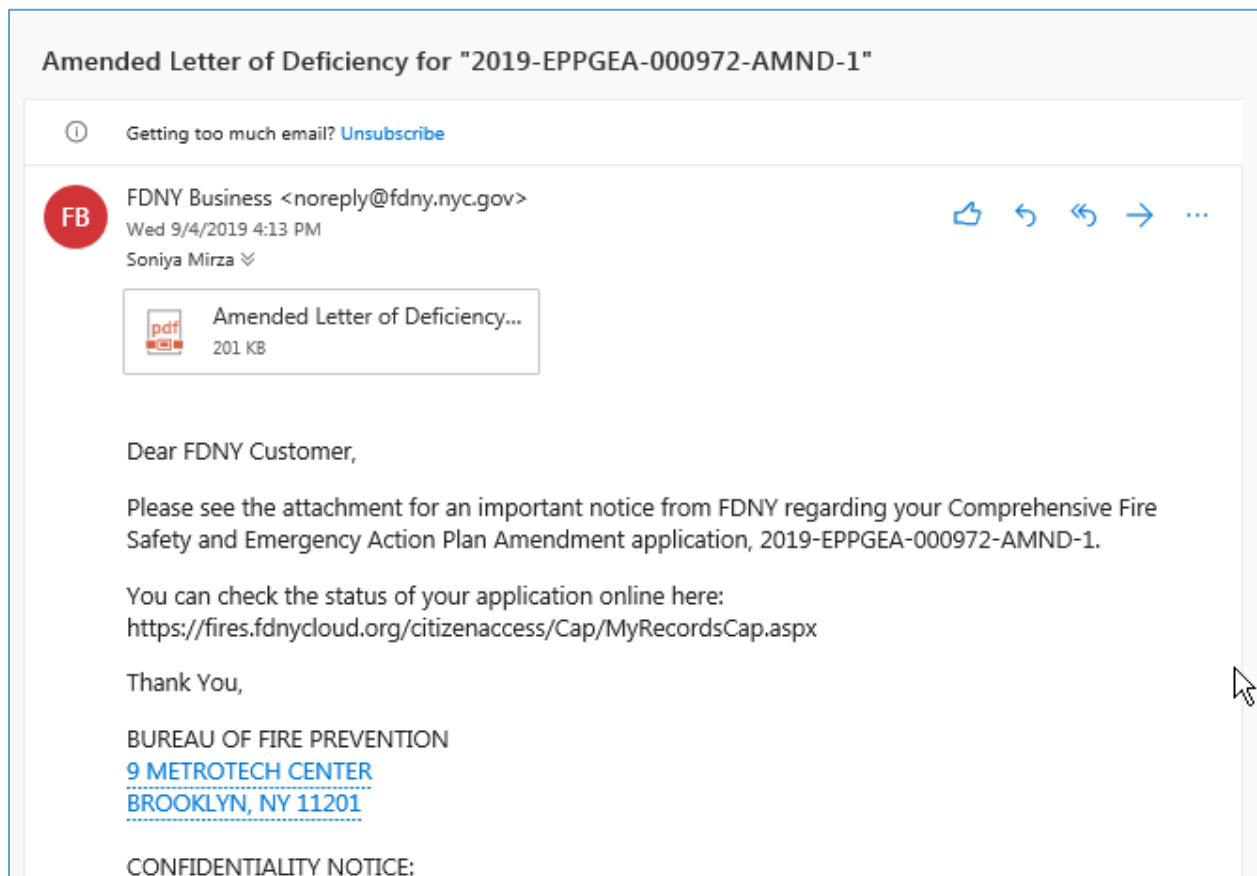 Amended Letter of Deficiency for "2019-EPPGEA-000972-AMND-1"
Getting too much email? Unsubscribe
FB
FDNY Business <noreply@fdny.nyc.gov>
Wed 9/4/2019 4:13 PM
Soniya Mirza
pdf
Amended Letter of Deficiency...
201 KB
Dear FDNY Customer,
Please see the attachment for an important notice from FDNY regarding your Comprehensive Fire
Safety and Emergency Action Plan Amendment application, 2019-EPPGEA-000972-AMND-1.
You can check the status of your application online here:
https://fires.fdnycloud.org/citizenaccess/Cap/MyRecordsCap.aspx
Thank You,
BUREAU OF FIRE PREVENTION
9 METROTECH CENTER
BROOKLYN, NY 11201
CONFIDENTIALITY NOTICE: